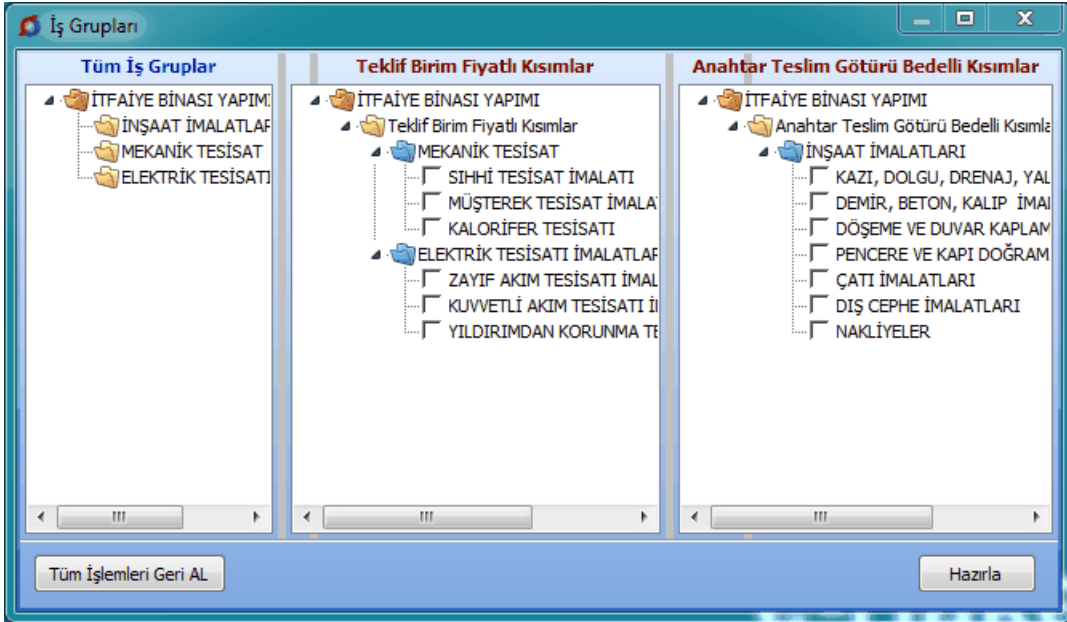 İş Grupları
Tüm İş Gruplar
İTFAİYE BİNASI YAPIMI
İNŞAAT İMALATLAR
MEKANİK TESİSAT
ELEKTRİK TESİSATI
Teklif Birim Fiyatlı Kısımlar
İTFAİYE BİNASI YAPIMI
Teklif Birim Fiyatlı Kısımlar
MEKANİK TESİSAT
SIHHİ TESİSAT İMALATI
MÜŞTEREK TESİSAT İMALA
KALORİFER TESİSATI
ELEKTRİK TESİSATI İMALATLAR
ZAYIF AKIM TESİSATI İMAL
KUVVETLİ AKIM TESİSATI İ
YILDIRIMDAN KORUNMA TE
Anahtar Teslim Götürü Bedelli Kısımlar
İTFAİYE BİNASI YAPIMI
Anahtar Teslim Götürü Bedelli Kısımla
İNŞAAT İMALATLARI
KAZI, DOLGU, DRENAJ, YAL
DEMİR, BETON, KALIP İMAL
DÖŞEME VE DUVAR KAPLAM
PENCERE VE KAPI DOĞRAM
ÇATI İMALATLARI
DIŞ CEPHE İMALATLARI
NAKLİYELER
Tüm İşlemleri Geri AL
Hazırla